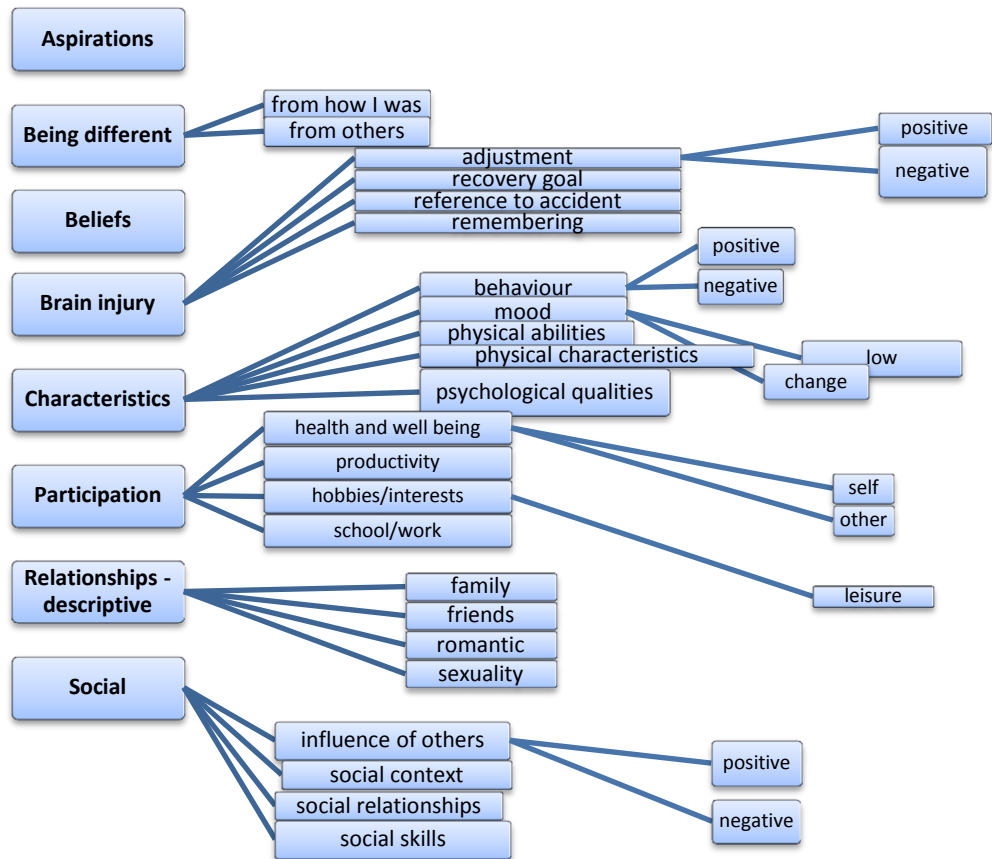 Aspirations
Being different
from how I was
from others
Beliefs
Brain injury
adjustment
recovery goal
reference to accident
remembering
positive
negative
Characteristics
behaviour
mood
physical abilities
physical characteristics
psychological qualities
positive
negative
low
change
Participation
health and well being
productivity
hobbies/interests
school/work
self
other
leisure
Relationships -
descriptive
family
friends
romantic
sexuality
Social
influence of others
social context
social relationships
social skills
positive
negative